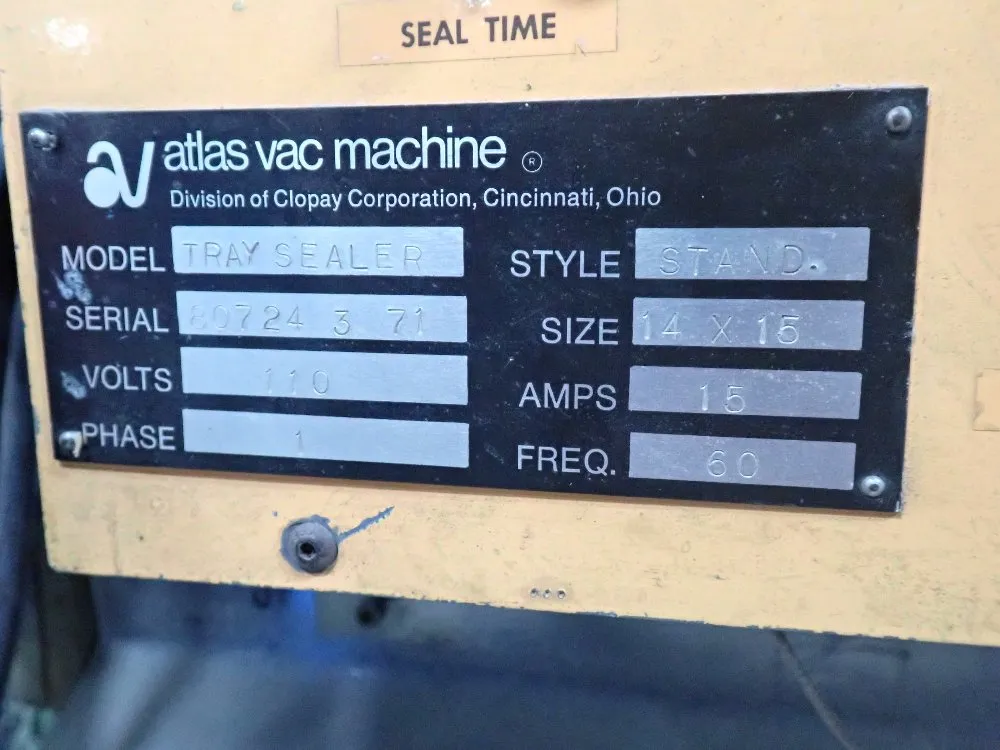 SEAL TIME
atlas vac machine ®
Division of Clopay Corporation, Cincinnati, Ohio
MODEL TRAY SEALER STYLE STAND.
SERIAL 80724 3 71 SIZE 14 X 15
VOLTS 110 AMPS 15
PHASE 1 FREQ. 60